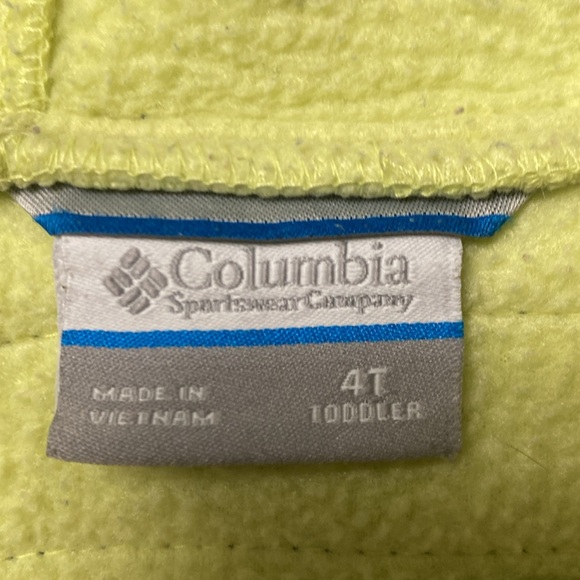 Columbia
Sportswear Company
MADE IN
VIETNAM
4T
TODDLER